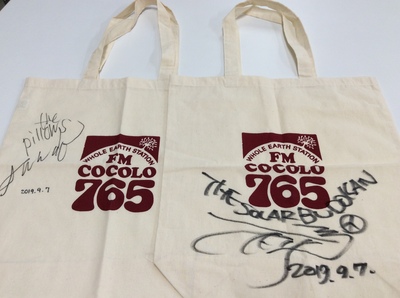 the
pillows
2019.9.7
WHOLE EARTH STATION
FM
COCOLO
765
WHOLE EARTH STATION
FM
COCOLO
765
THE SOLAR BUDOKAN
2019.9.7.